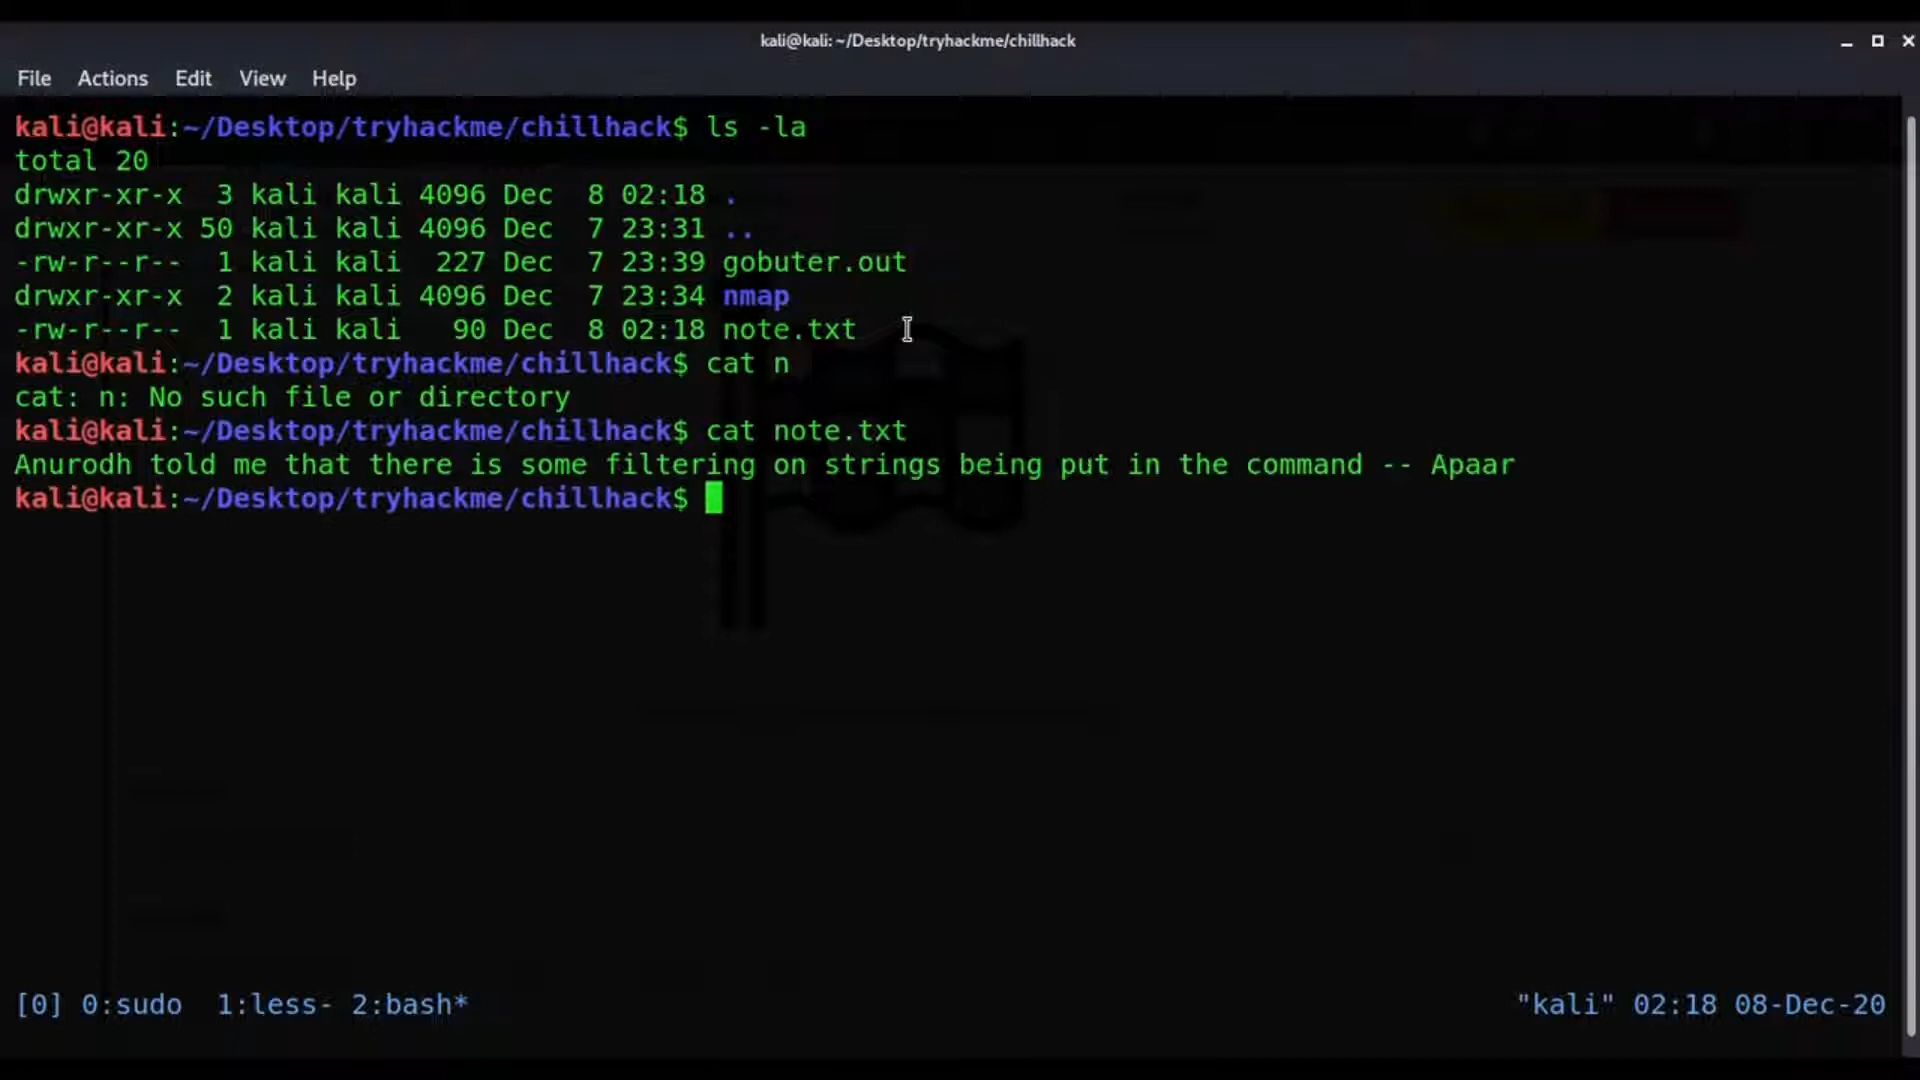 kali@kali: ~/Desktop/tryhackme/chillhack
File Actions Edit View Help
kali@kali:~/Desktop/tryhackme/chillhack$ ls -la
total 20
drwxr-xr-x  3 kali kali 4096 Dec  8 02:18 .
drwxr-xr-x 50 kali kali 4096 Dec  7 23:31 ..
-rw-r--r--  1 kali kali  227 Dec  7 23:39 gobuter.out
drwxr-xr-x  2 kali kali 4096 Dec  7 23:34 nmap
-rw-r--r--  1 kali kali   90 Dec  8 02:18 note.txt
kali@kali:~/Desktop/tryhackme/chillhack$ cat n
cat: n: No such file or directory
kali@kali:~/Desktop/tryhackme/chillhack$ cat note.txt
Anurodh told me that there is some filtering on strings being put in the command -- Apaar
kali@kali:~/Desktop/tryhackme/chillhack$
[0] 0:sudo  1:less- 2:bash* "kali" 02:18 08-Dec-20